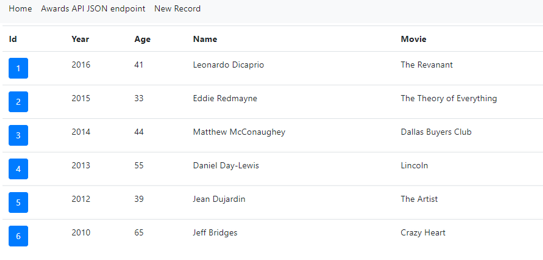 Home Awards API JSON endpoint New Record
Id Year Age Name Movie
1 2016 41 Leonardo Dicaprio The Revanant
2 2015 33 Eddie Redmayne The Theory of Everything
3 2014 44 Matthew McConaughey Dallas Buyers Club
4 2013 55 Daniel Day-Lewis Lincoln
5 2012 39 Jean Dujardin The Artist
6 2010 65 Jeff Bridges Crazy Heart